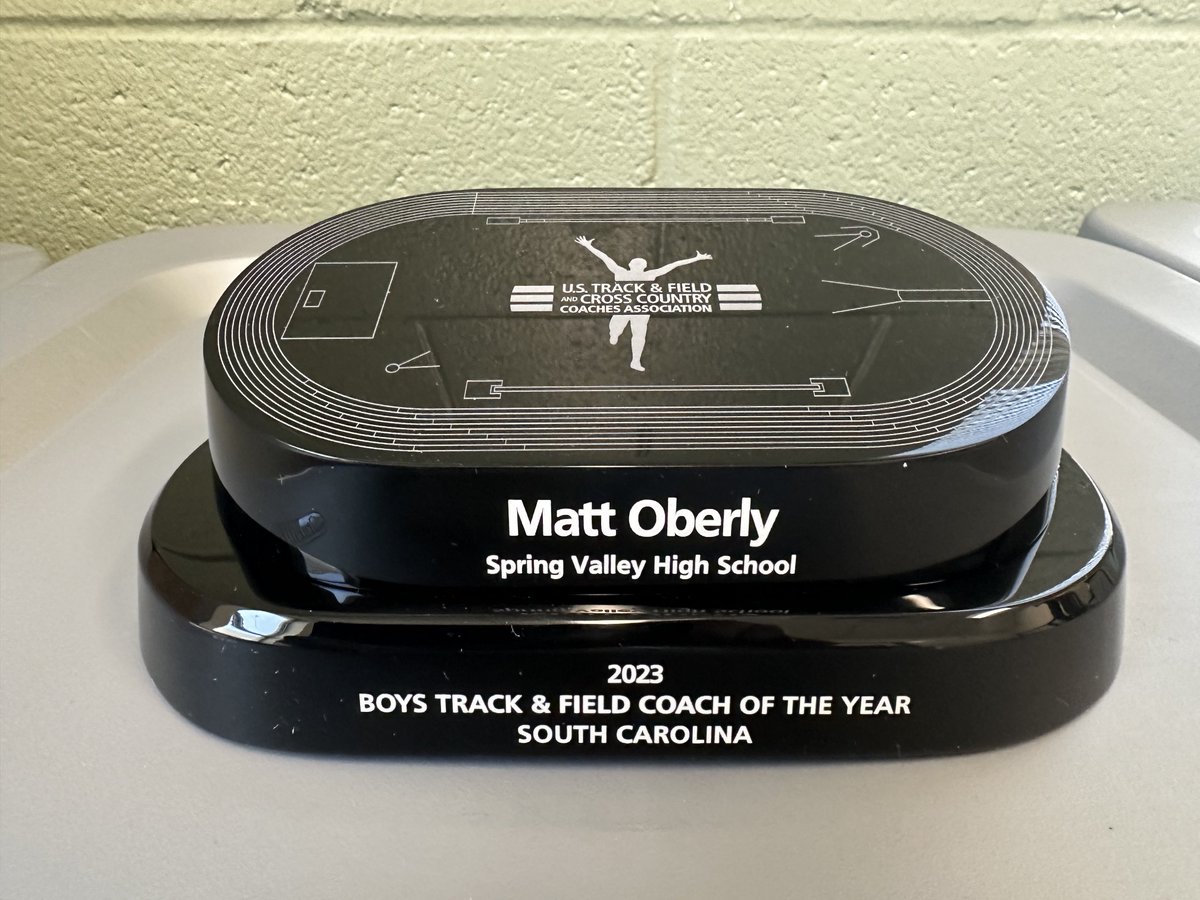 U.S. TRACK & FIELD
AND CROSS COUNTRY
COACHES ASSOCIATION
Matt Oberly
Spring Valley High School
2023
BOYS TRACK & FIELD COACH OF THE YEAR
SOUTH CAROLINA